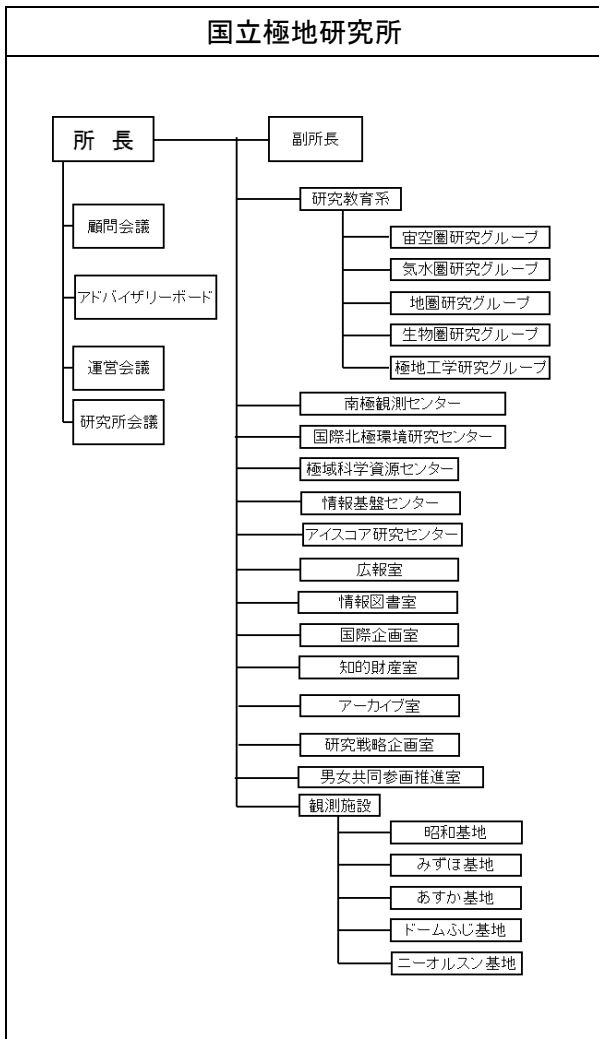 国立極地研究所
所 長
副所長
顧問会議
アドバイザリーボード
運営会議
研究所会議
研究教育系
宙空圏研究グループ
気水圏研究グループ
地圏研究グループ
生物圏研究グループ
極地工学研究グループ
南極観測センター
国際北極環境研究センター
極域科学資源センター
情報基盤センター
アイスコア研究センター
広報室
情報図書室
国際企画室
知的財産室
アーカイブ室
研究戦略企画室
男女共同参画推進室
観測施設
昭和基地
みずほ基地
あすか基地
ドームふじ基地
ニーオルスン基地